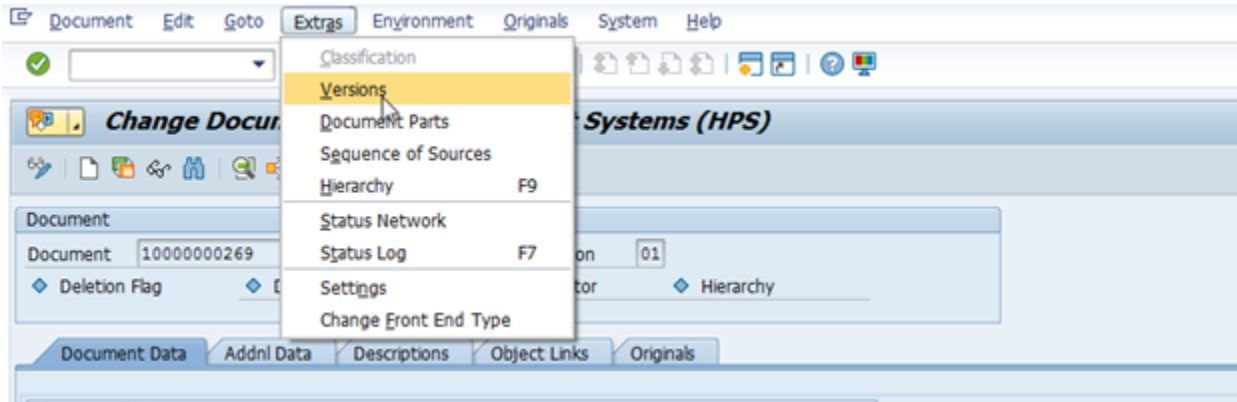 Document Edit Goto Extras Environment Originals System Help
Classification
Versions
Change Docu Systems (HPS)
Document Parts
Sequence of Sources
Hierarchy F9
Document
Status Network
Document 10000000269 Status Log F7 on 01
Deletion Flag D Settings tor Hierarchy
Change Front End Type
Document Data Addnl Data Descriptions Object Links Originals